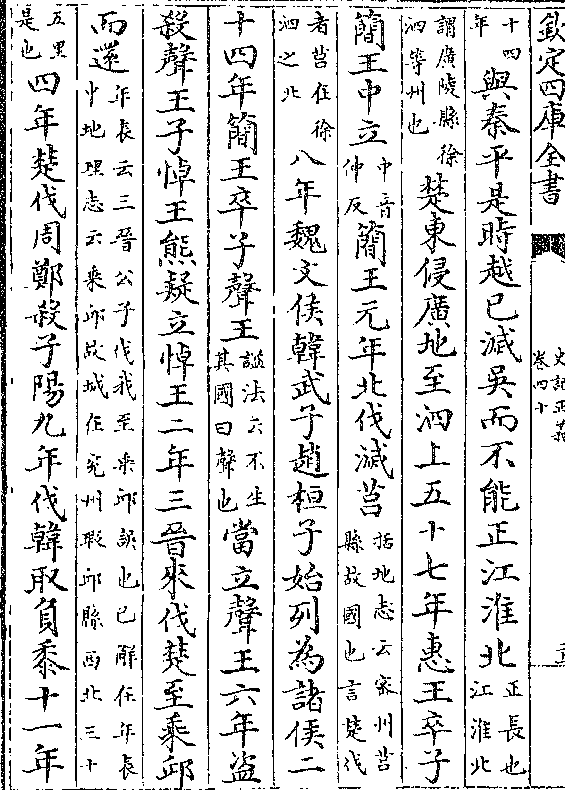 欽定四庫全書
史記正義
卷四十
十四年與秦平是時越已滅吳而不能正江淮北正長也江淮北
謂廣陵縣徐泗等州也楚東侵廣地至泗上五十七年惠王卒子
簡王中立中音仲反簡王元年北伐滅莒括地志云密州莒縣故國也言楚伐
者莒在徐泗之北八年魏文侯韓武子趙桓子始列為諸侯二
十四年簡王卒子聲王諡法云不生其國曰聲也當立聲王六年盜
殺聲王子悼王熊疑立悼王二年三晉來伐楚至乘邱
而還年表云三晉公子伐我至乘邱誤也已解在年表中地理志云乘邱故城在兗州瑕邱縣西北三十
五里是也四年楚伐周鄭殺子陽九年伐韓取負黍十一年